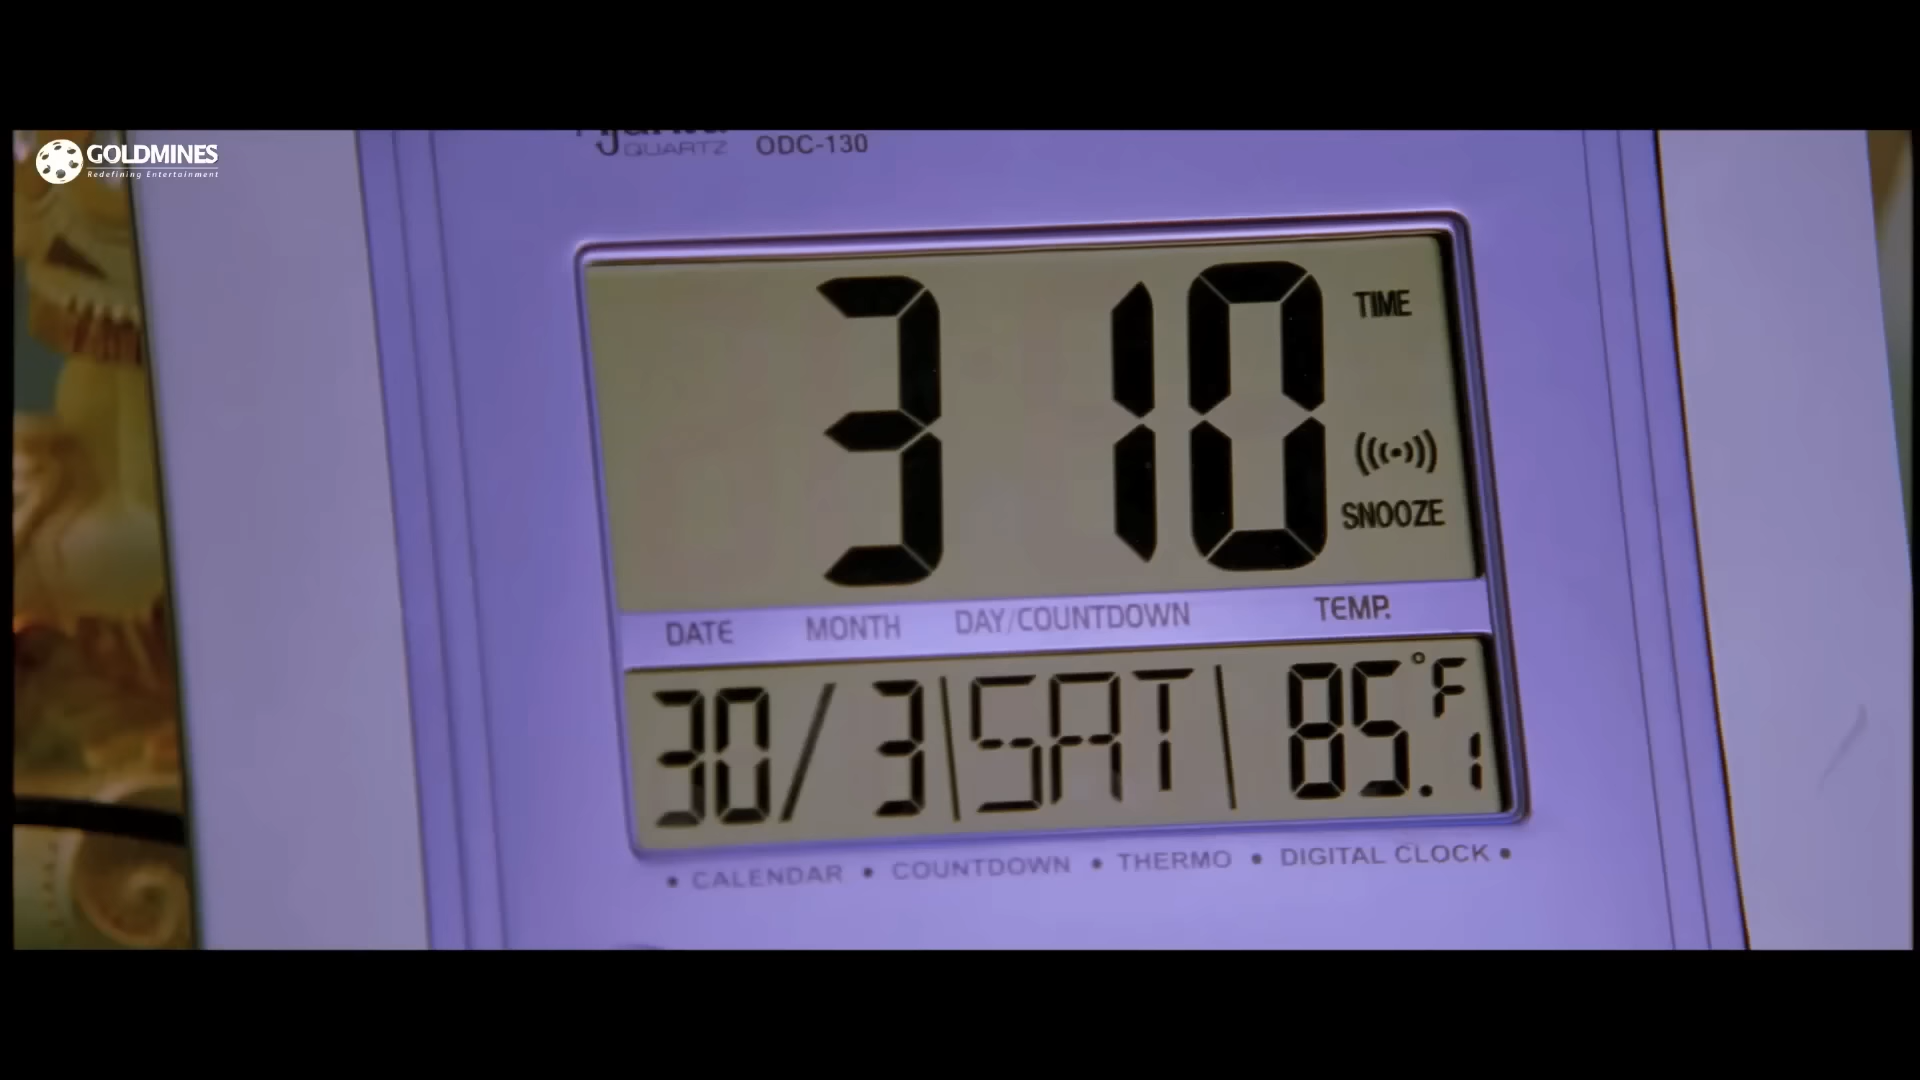 GOLDMINES
Redefining Entertainment
QUARTZ ODC-130
3 10
TIME
SNOOZE
DATE MONTH DAY/COUNTDOWN TEMP.
30/ 3|SAT| 85.1°F
• CALENDAR • COUNTDOWN • THERMO • DIGITAL CLOCK •